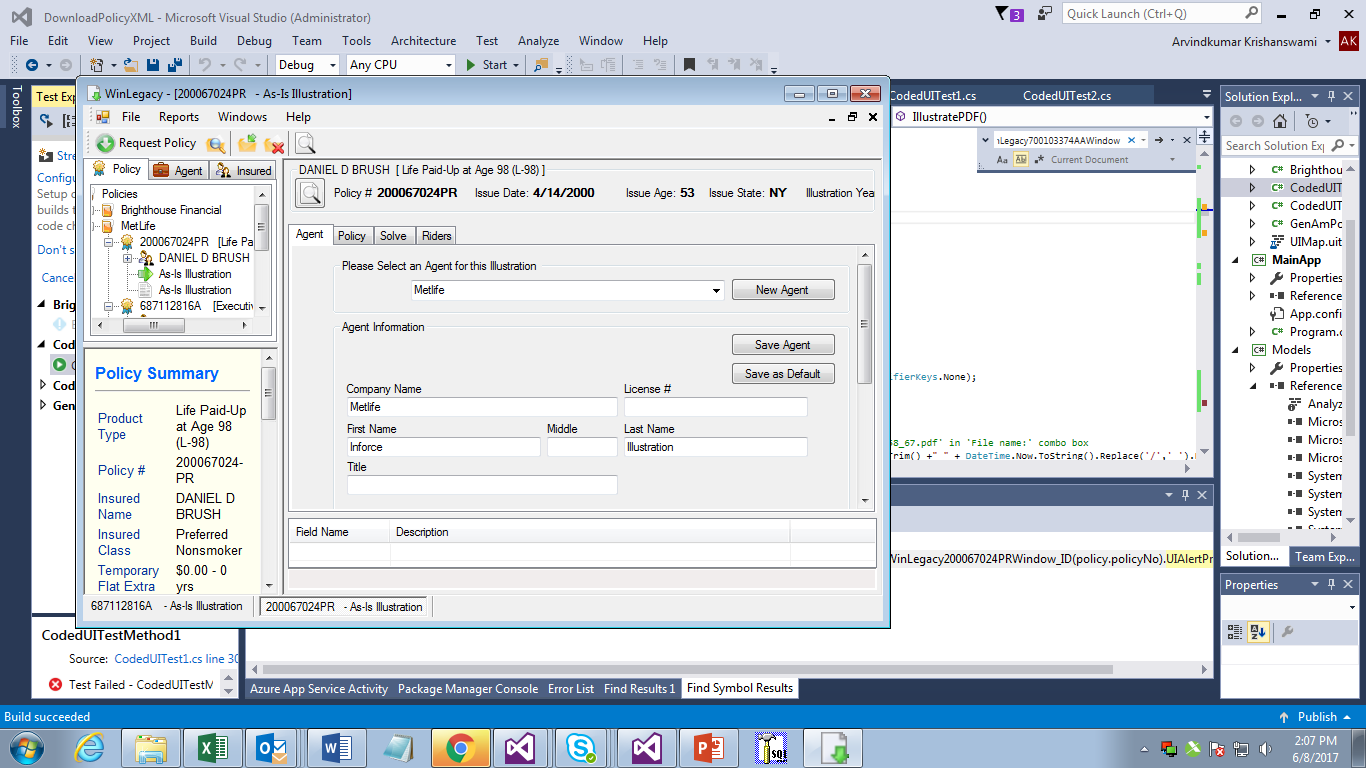 DownloadPolicyXML - Microsoft Visual Studio (Administrator)
3
Quick Launch (Ctrl+Q)
File Edit View Project Build Debug Team Tools Architecture Test Analyze Window Help
Arvindkumar Krishanswami AK
Debug Any CPU Start
Toolbox
WinLegacy - [200067024PR - As-Is Illustration]
File Reports Windows Help
Request Policy
Policy Agent Insured
Policies
Brighthouse Financial
MetLife
200067024PR [Life Pa
DANIEL D BRUSH
As-Is Illustration
As-Is Illustration
687112816A [Executiv
Policy Summary
Product Type
Life Paid-Up at Age 98 (L-98)
Policy #
200067024-PR
Insured Name
DANIEL D BRUSH
Insured Class
Preferred Nonsmoker
Temporary Flat Extra
$0.00 - 0 yrs
DANIEL D BRUSH [ Life Paid-Up at Age 98 (L-98) ]
Policy # 200067024PR Issue Date: 4/14/2000 Issue Age: 53 Issue State: NY Illustration Yea
Agent Policy Solve Riders
Please Select an Agent for this Illustration
Metlife New Agent
Agent Information
Save Agent
Save as Default
Company Name License #
Metlife
First Name Middle Last Name
Inforce Illustration
Title
Field Name Description
687112816A - As-Is Illustration 200067024PR - As-Is Illustration
Test Exp
Stre
Configu
Setup c
builds t
code ch
Don't s
Cance
Brig
Cod
Cod
Gen
CodedUITestMethod1
Source: CodedUITest1.cs line 30
Test Failed - CodedUITestM
CodedUITest1.cs CodedUITest2.cs
IllustratePDF()
Legacy700103374AAWindow
Aa Current Document
ifierKeys.None);
58_67.pdf' in 'File name:' combo box
Trim() +" " + DateTime.Now.ToString().Replace('/',' ').
WinLegacy200067024PRWindow_ID(policy.policyNo).UIAlertPr
Azure App Service Activity Package Manager Console Error List Find Results 1 Find Symbol Results
Solution Expl...
Search Solution Exp
Brighthou
CodedUIT
CodedUIT
GenAmPo
UIMap.uit
MainApp
Properties
Reference
App.confi
Program.c
Models
Properties
Reference
Analyz
Micros
Micros
Micros
System
System
System
Solution... Team Exp...
Properties
Build succeeded
Publish
2:07 PM
6/8/2017